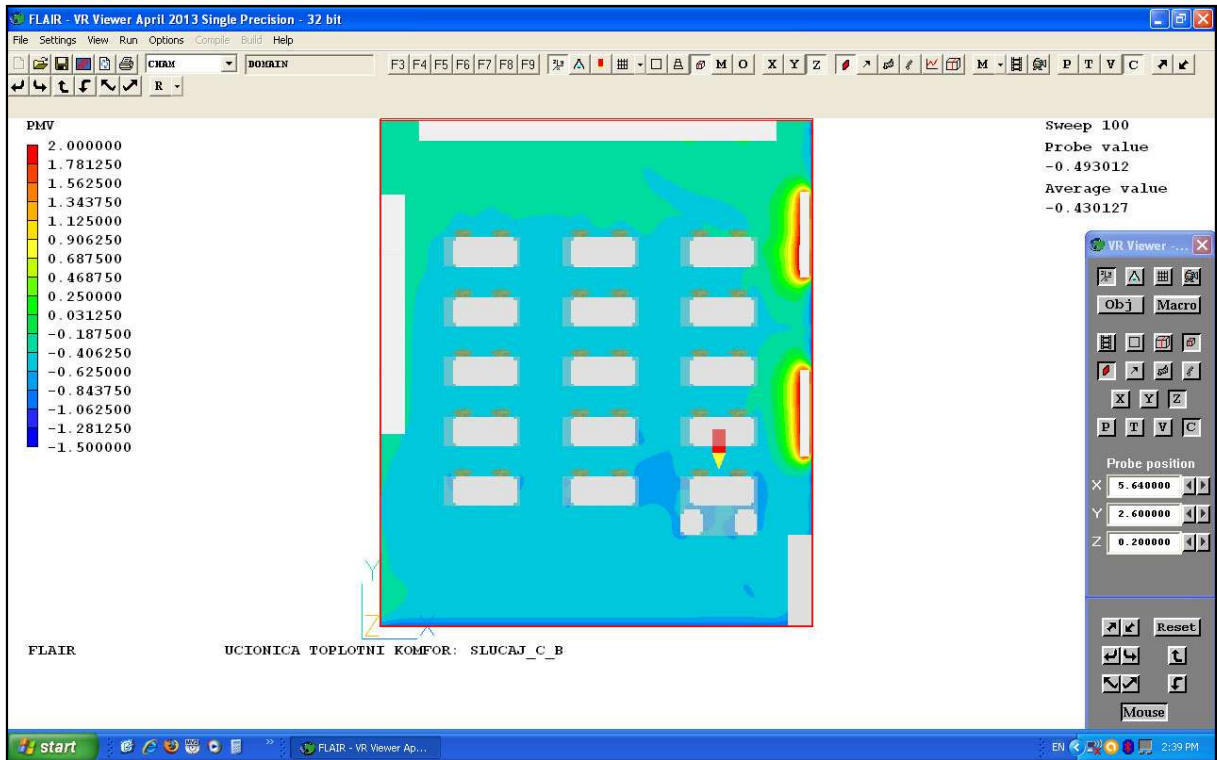 FLAIR - VR Viewer April 2013 Single Precision - 32 bit
File Settings View Run Options Compile Build Help
CHAM DOMAIN F3 F4 F5 F6 F7 F8 F9 M O X Y Z M P T V C
R
PMV
2.000000
1.781250
1.562500
1.343750
1.125000
0.906250
0.687500
0.468750
0.250000
0.031250
-0.187500
-0.406250
-0.625000
-0.843750
-1.062500
-1.281250
-1.500000
Sweep 100
Probe value
-0.493012
Average value
-0.430127
VR Viewer -...
Obj Macro
X Y Z
P T V C
Probe position
X 5.640000
Y 2.600000
Z 0.200000
Reset
Mouse
Y
Z X
FLAIR UCIONICA TOPLOTNI KOMFOR: SLUCAJ_C_B
start FLAIR - VR Viewer Ap... EN 2:39 PM